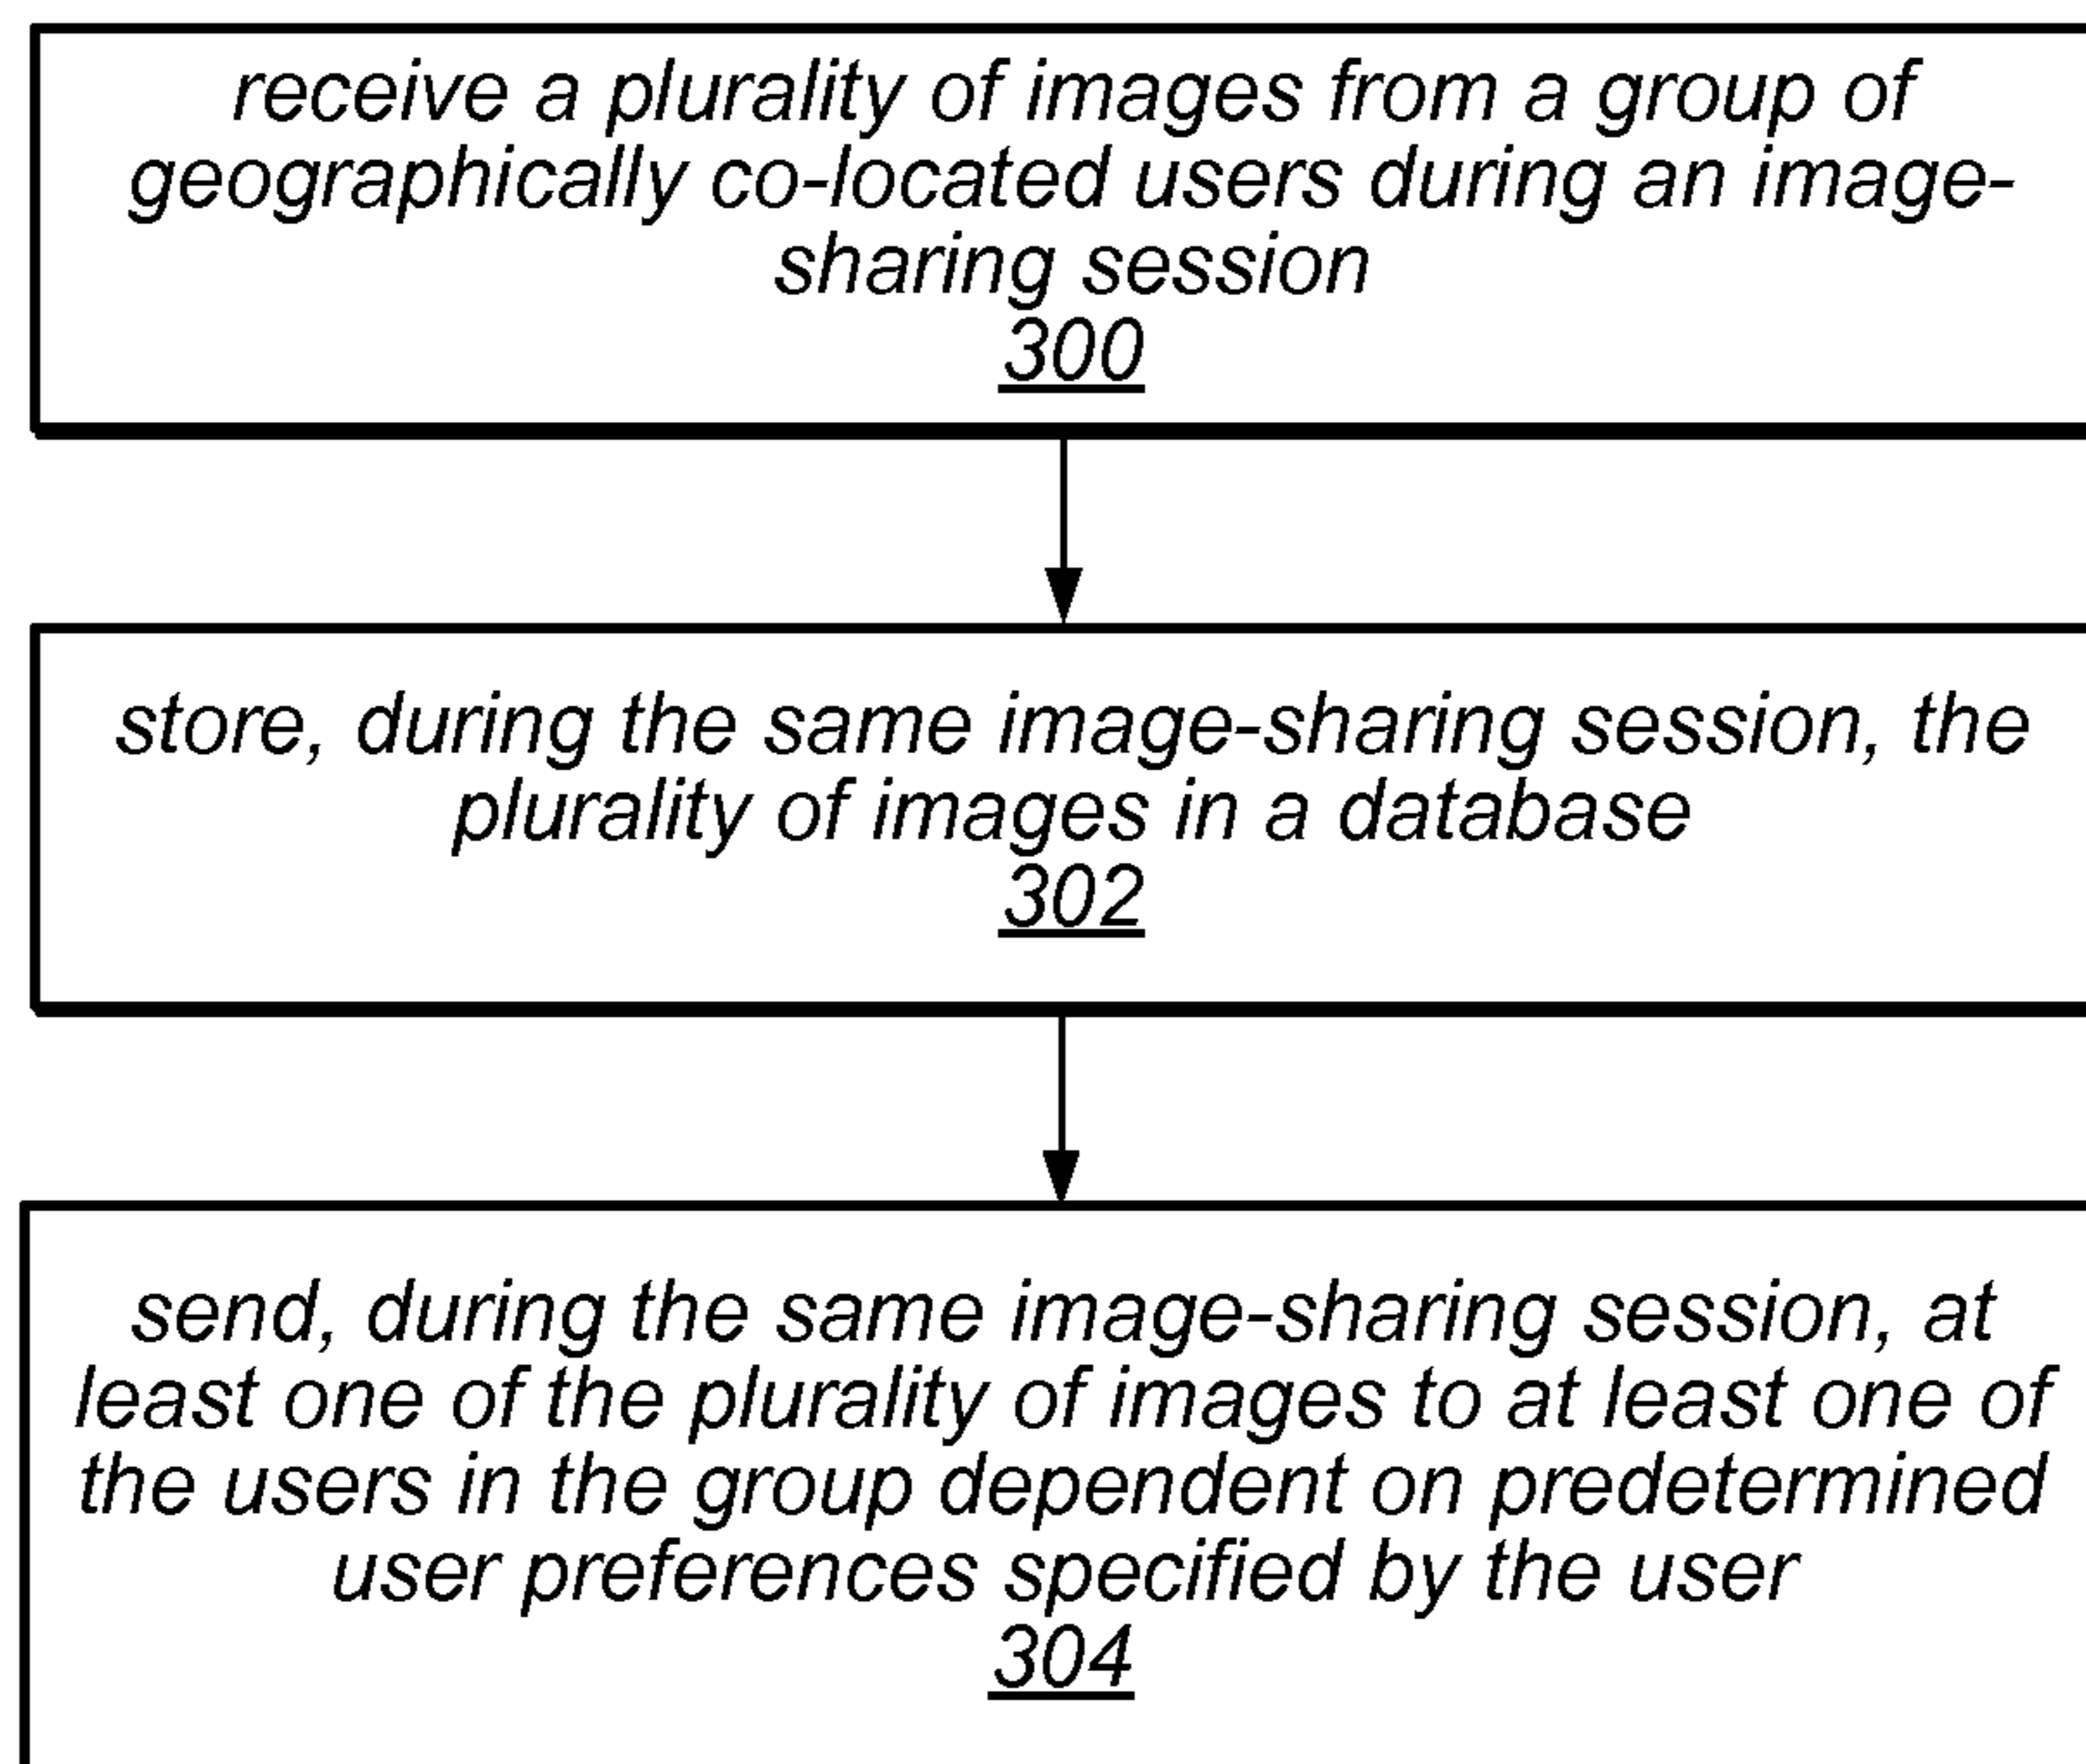 receive a plurality of images from a group of
geographically co-located users during an image-
sharing session
300
store, during the same image-sharing session, the
plurality of images in a database
302
send, during the same image-sharing session, at
least one of the plurality of images to at least one of
the users in the group dependent on predetermined
user preferences specified by the user
304